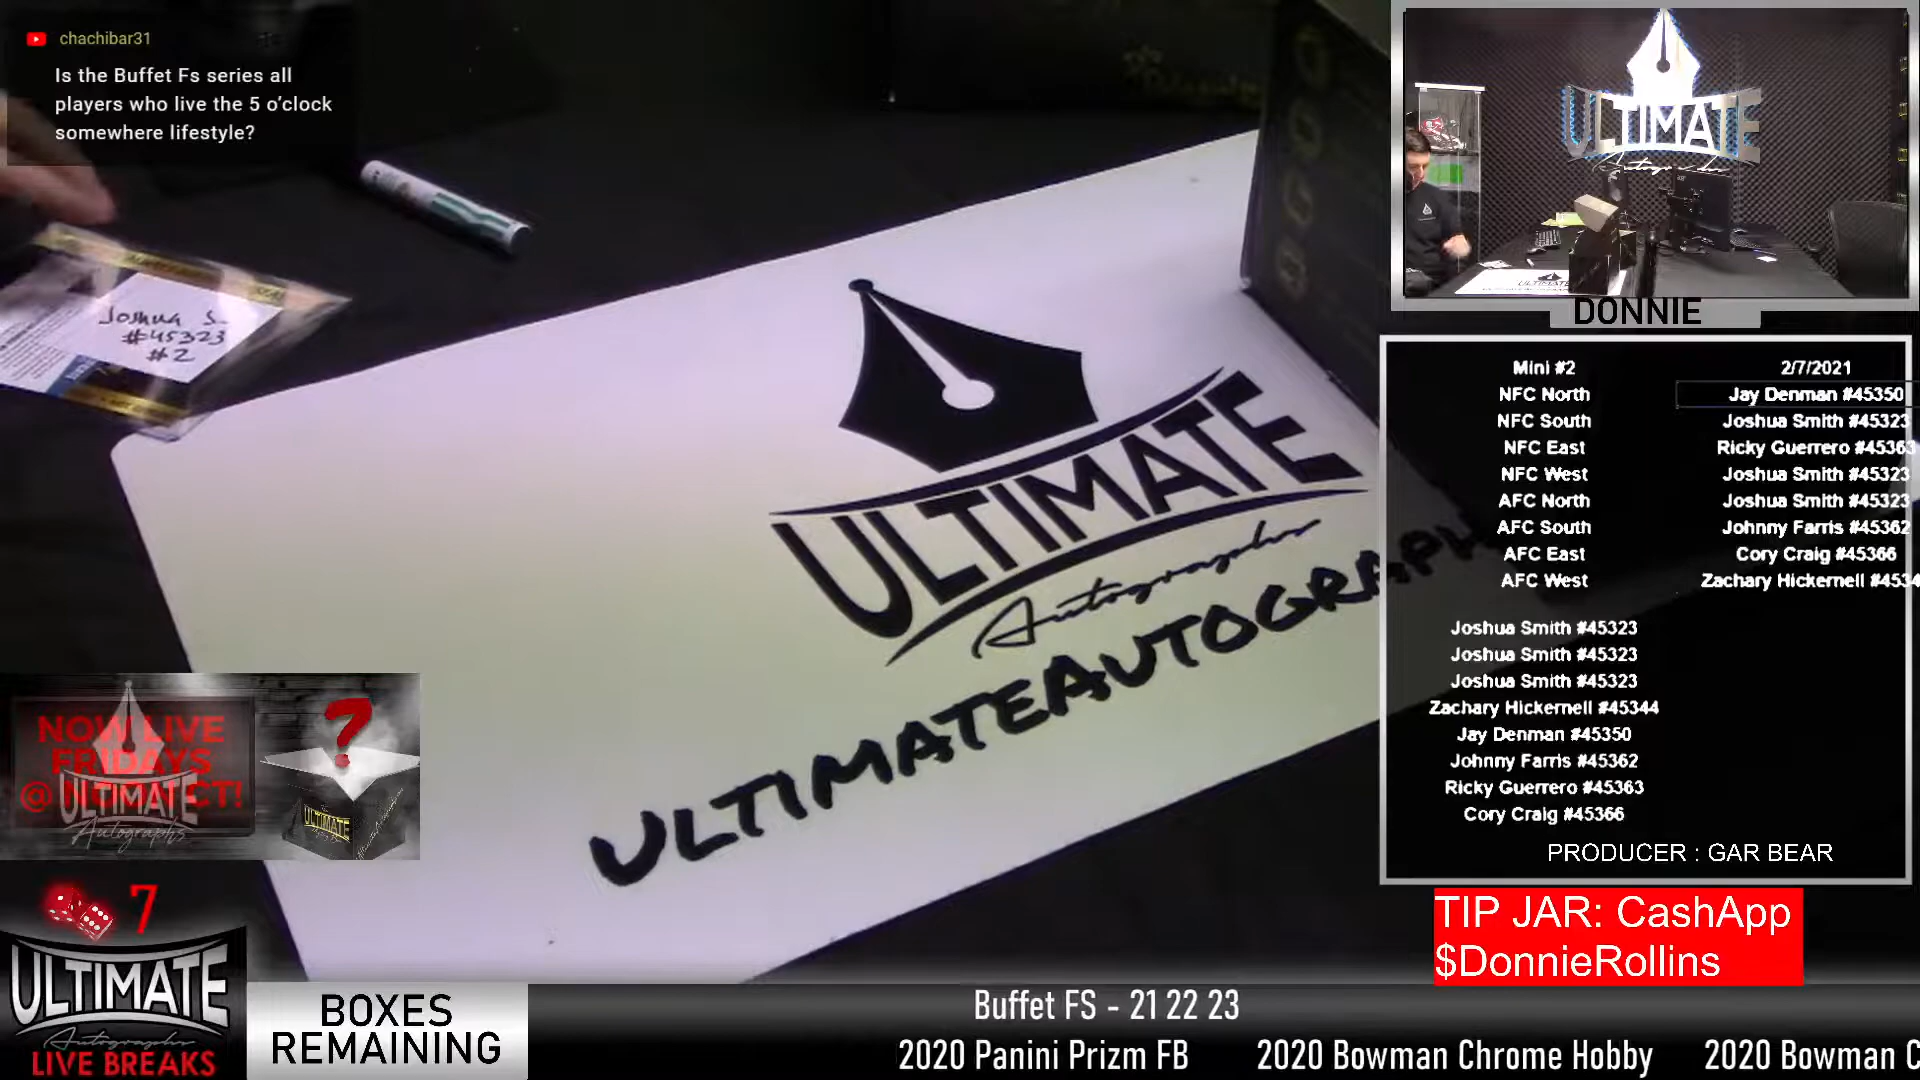 chachibar31
Is the Buffet Fs series all
players who live the 5 o'clock
somewhere lifestyle?
Joshua S.
#45323
#2
ULTIMATE
Autographs
ULTIMATEAUTOGRAPH
ULTIMATE
DONNIE
Mini #2 2/7/2021
NFC North Jay Denman #45350
NFC South Joshua Smith #45323
NFC East Ricky Guerrero #45363
NFC West Joshua Smith #45323
AFC North Joshua Smith #45323
AFC South Johnny Farris #45362
AFC East Cory Craig #45366
AFC West Zachary Hickernell #4534
Joshua Smith #45323
Joshua Smith #45323
Joshua Smith #45323
Zachary Hickernell #45344
Jay Denman #45350
Johnny Farris #45362
Ricky Guerrero #45363
Cory Craig #45366
PRODUCER : GAR BEAR
TIP JAR: CashApp
$DonnieRollins
NOW LIVE
FRIDAYS
@
ULTIMATE
Autographs
?
ULTIMATE
7
ULTIMATE
Autographs
LIVE BREAKS
BOXES
REMAINING
Buffet FS - 21 22 23
2020 Panini Prizm FB 2020 Bowman Chrome Hobby 2020 Bowman C